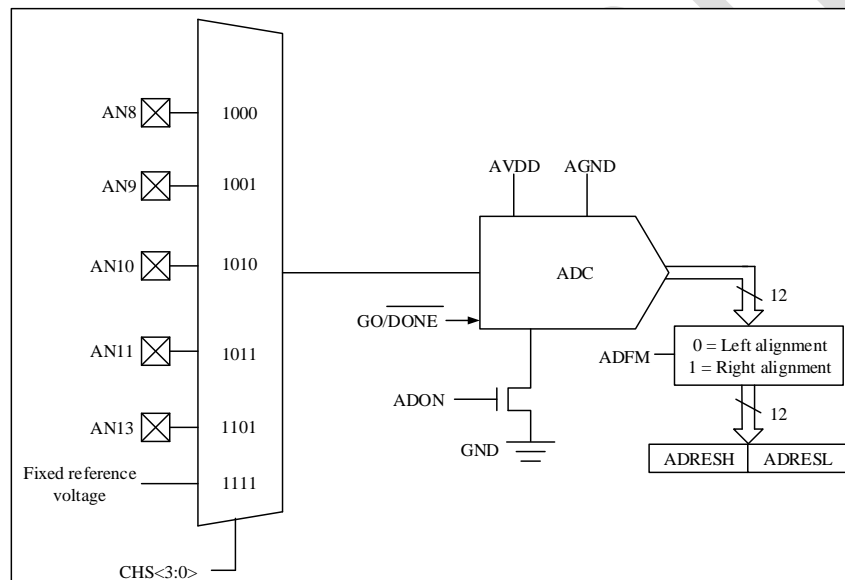 AN8
1000
AN9
1001
AN10
1010
AN11
1011
AN13
1101
Fixed reference
voltage
1111
CHS<3:0>
AVDD
AGND
ADC
GO/DONE
ADON
GND
12
ADFM
0 = Left alignment
1 = Right alignment
12
ADRESH
ADRESL